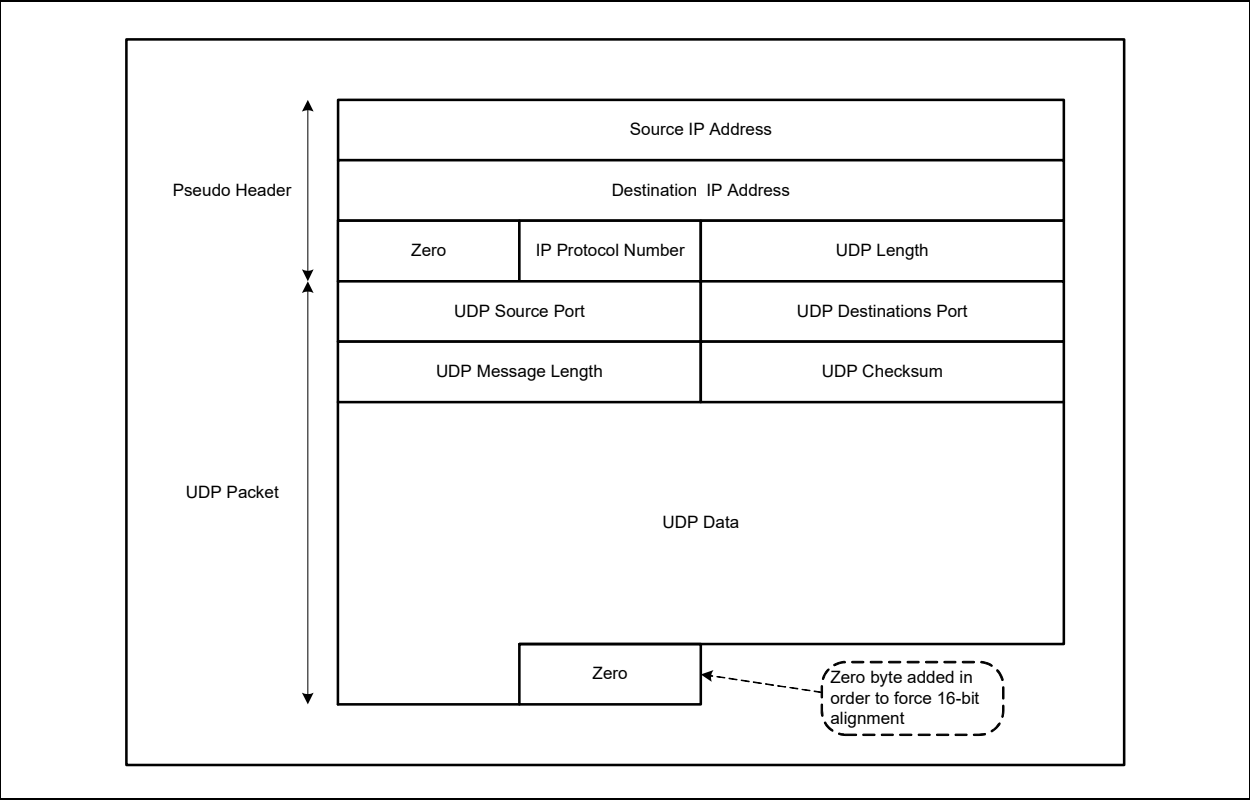 Source IP Address
Pseudo Header
Destination  IP Address
Zero
IP Protocol Number
UDP Length
UDP Source Port
UDP Destinations Port
UDP Message Length
UDP Checksum
UDP Packet
UDP Data
Zero
Zero byte added in
order to force 16-bit
alignment